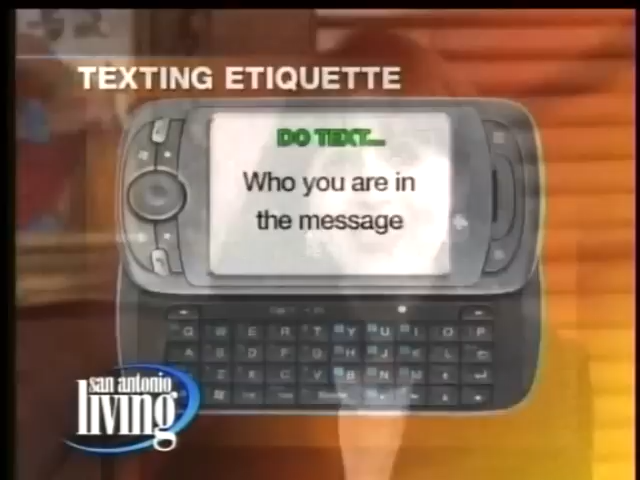 TEXTING ETIQUETTE
DO TEXT...
Who you are in
the message
Q W E R T Y U I O P
A S D F G H J K L
Z X C V B N M
san antonio
living